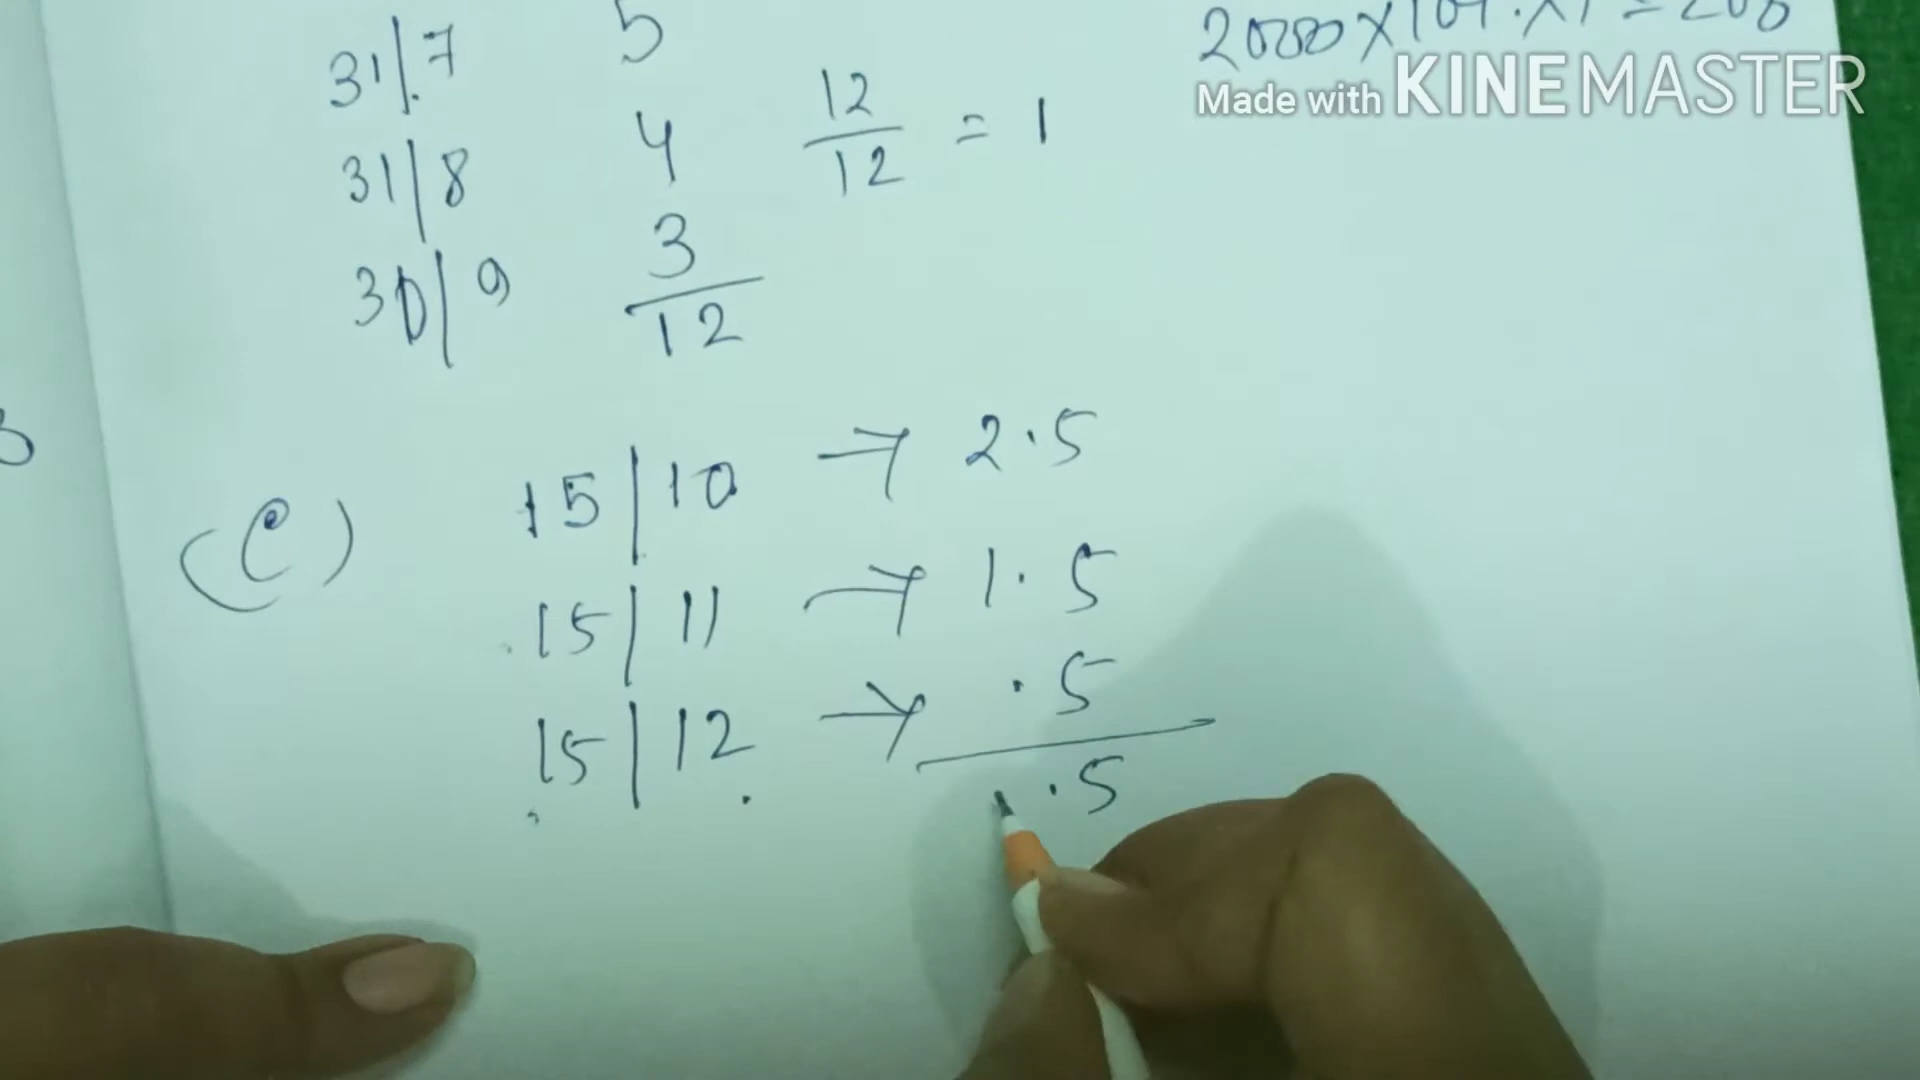 31|7 5
31|8 4 12/12 = 1
30|9 3
12
(C) 15|10 → 2.5
15|11 → 1.5
15|12 → .5
.5
Made with KINEMASTER